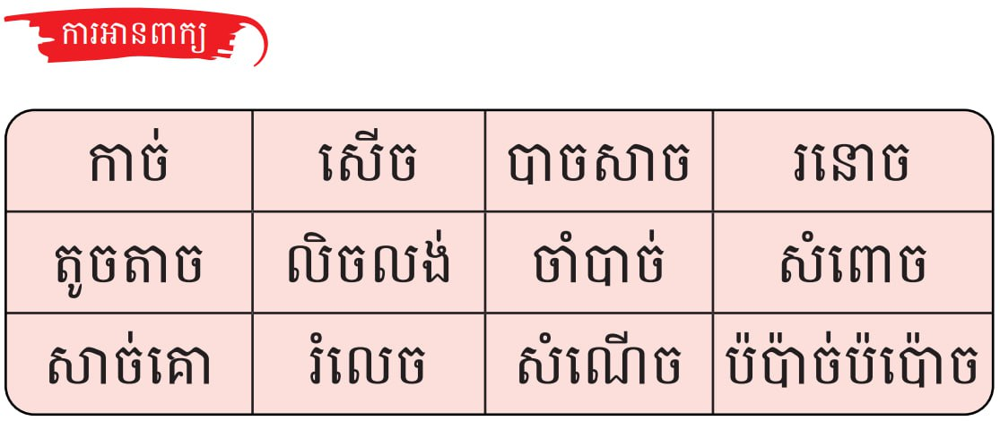 ការអានពាក្យ
កាច់ សើច បាចសាច រនោច
តូចតាច លិចលង់ ចាំបាច់ សំពោច
សាច់គោ រំលេច សំណើច ប៉ប៉ាច់ប៉ប៉ោច